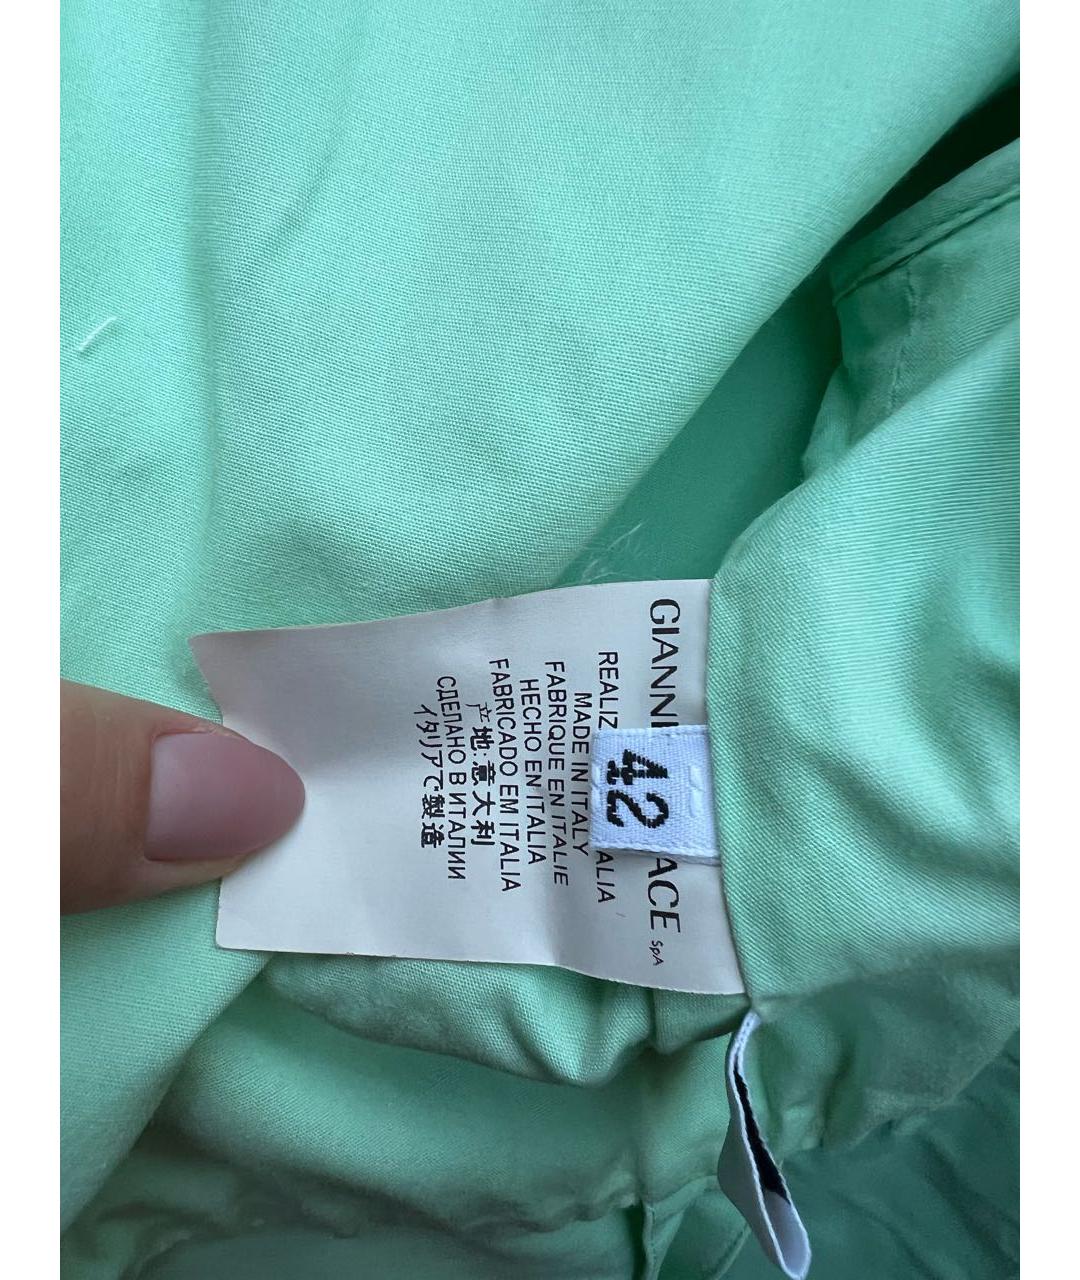 GIANNI ACE SpA
REALIZ ALIA
MADE IN ITALY
FABRIQUE EN ITALIE
HECHO EN ITALIA
FABRICADO EM ITALIA
产地:意大利
СДЕЛАНО В ИТАЛИИ
イタリアで製造
42